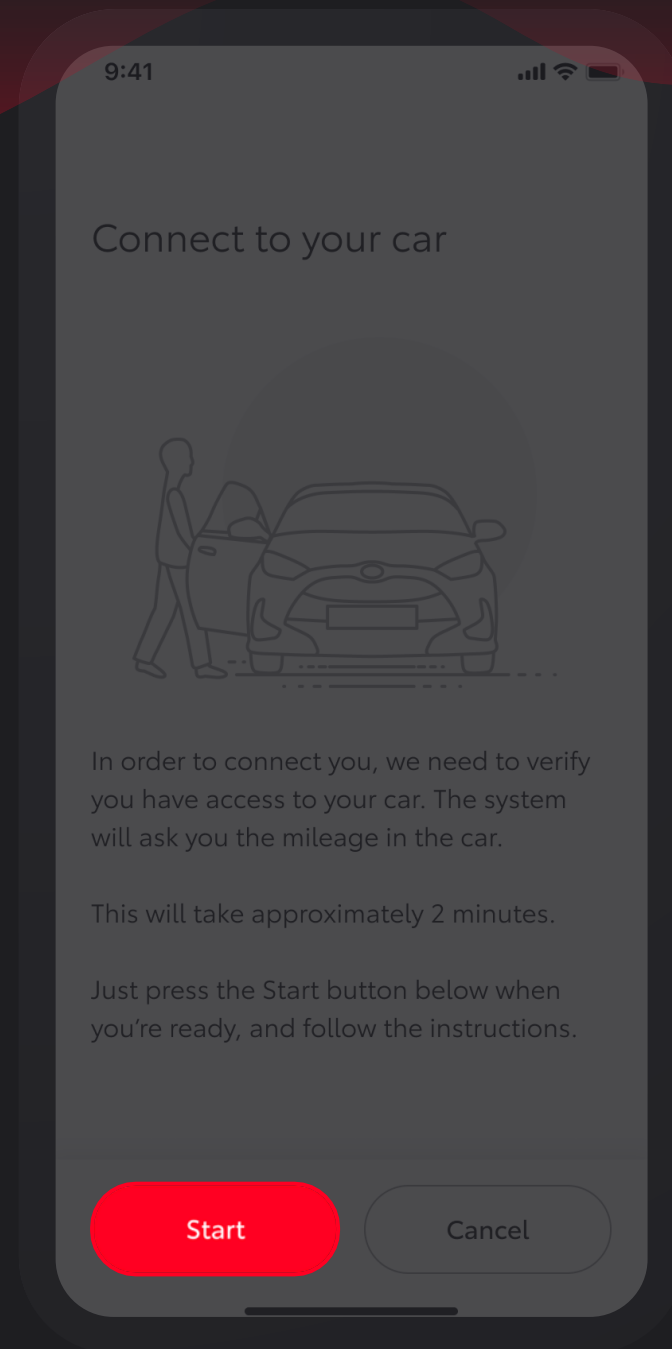 9:41
Connect to your car
In order to connect you, we need to verify
you have access to your car. The system
will ask you the mileage in the car.
This will take approximately 2 minutes.
Just press the Start button below when
you’re ready, and follow the instructions.
Start
Cancel